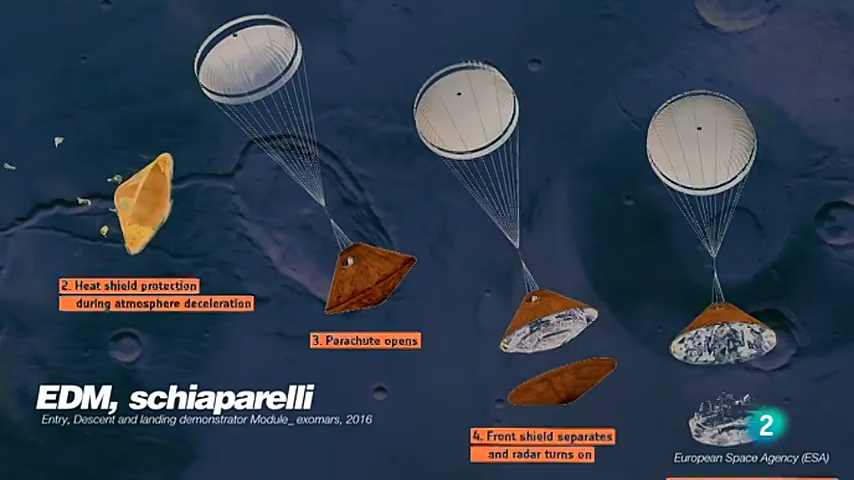 2. Heat shield protection
during atmosphere deceleration
3. Parachute opens
EDM, schiaparelli
Entry, Descent and landing demonstrator Module_ exomars, 2016
4. Front shield separates
and radar turns on
2
European Space Agency (ESA)